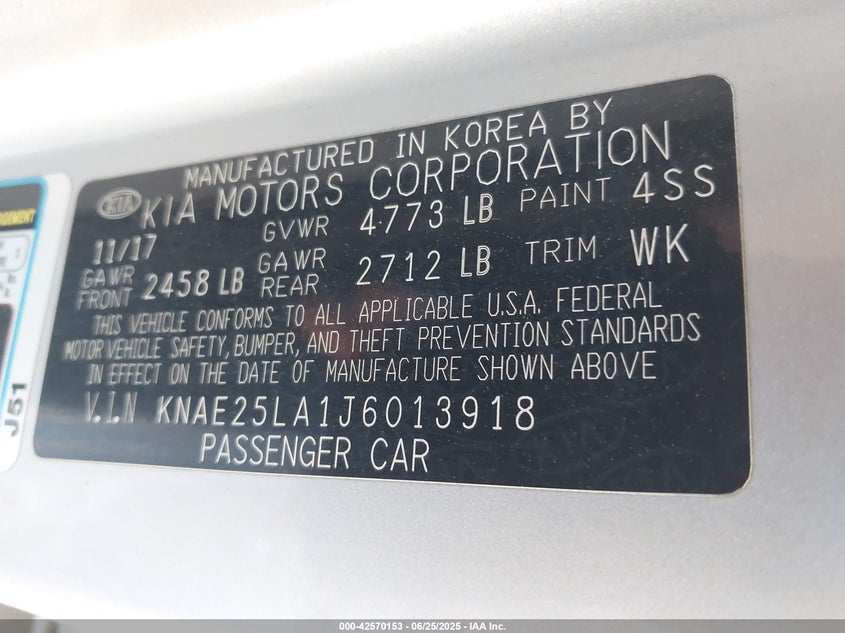 MANUFACTURED IN KOREA BY
KIA KIA MOTORS CORPORATION
11/17 GVWR 4773 LB PAINT 4SS
GAWR FRONT 2458 LB GAWR REAR 2712 LB TRIM WK
THIS VEHICLE CONFORMS TO ALL APPLICABLE U.S.A. FEDERAL
MOTOR VEHICLE SAFETY, BUMPER, AND THEFT PREVENTION STANDARDS
IN EFFECT ON THE DATE OF MANUFACTURE SHOWN ABOVE
V.I.N KNAE25LA1J6013918
PASSENGER CAR
J51
000-42570153 - 06/25/2025 - IAA Inc.